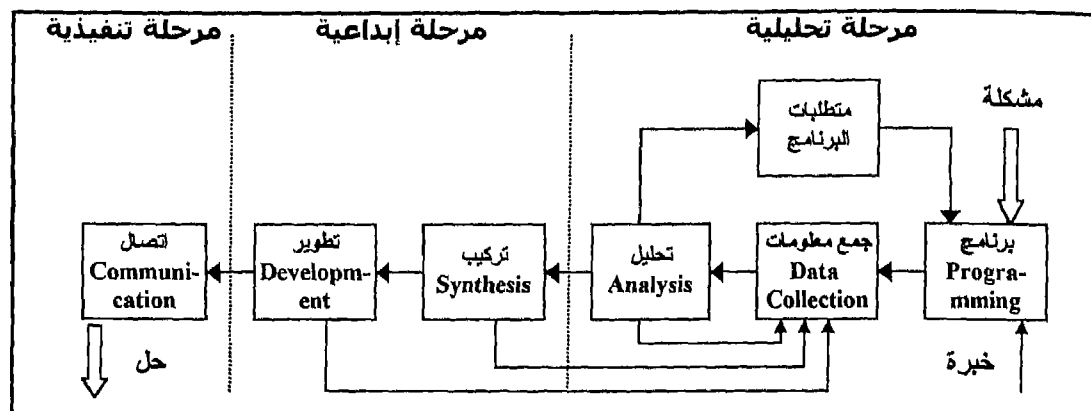 مرحلة تحليلية
مرحلة إبداعية
مرحلة تنفيذية
مشكلة
متطلبات
البرنامج
برنامج
Progra-
mming
جمع معلومات
Data
Collection
تحليل
Analysis
تركيب
Synthesis
تطوير
Developm-
ent
اتصال
Communi-
cation
خبرة
حل